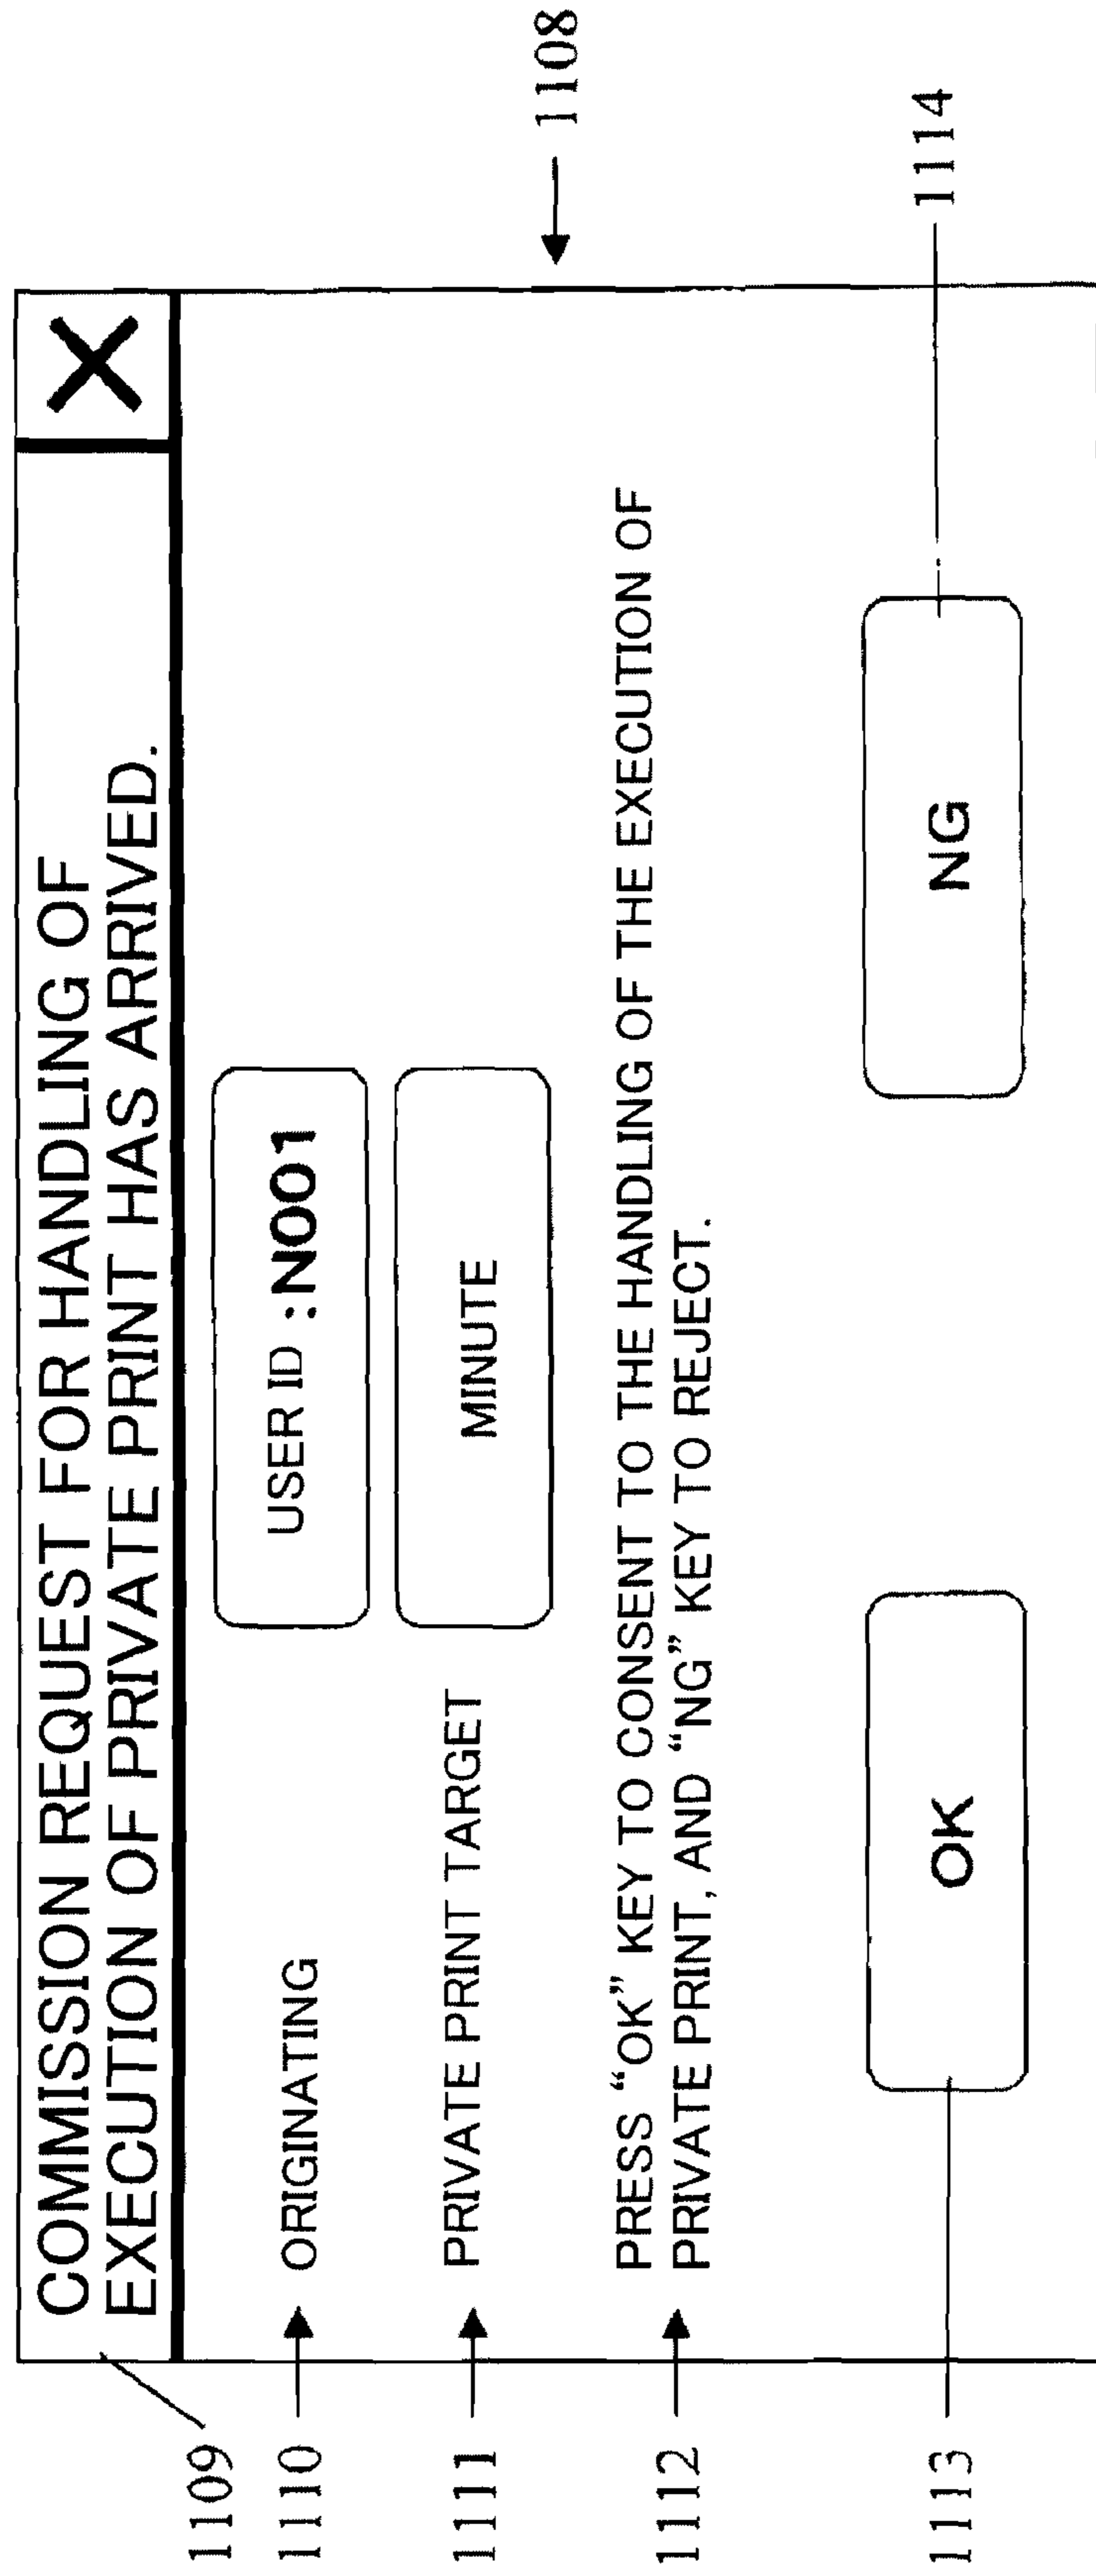 COMMISSION REQUEST FOR HANDLING OF
EXECUTION OF PRIVATE PRINT HAS ARRIVED.
X
1108
1109
1110
ORIGINATING
USER ID :N001
1111
PRIVATE PRINT TARGET
MINUTE
1112
PRESS “OK” KEY TO CONSENT TO THE HANDLING OF THE EXECUTION OF
PRIVATE PRINT, AND “NG” KEY TO REJECT.
1113
OK
NG
1114